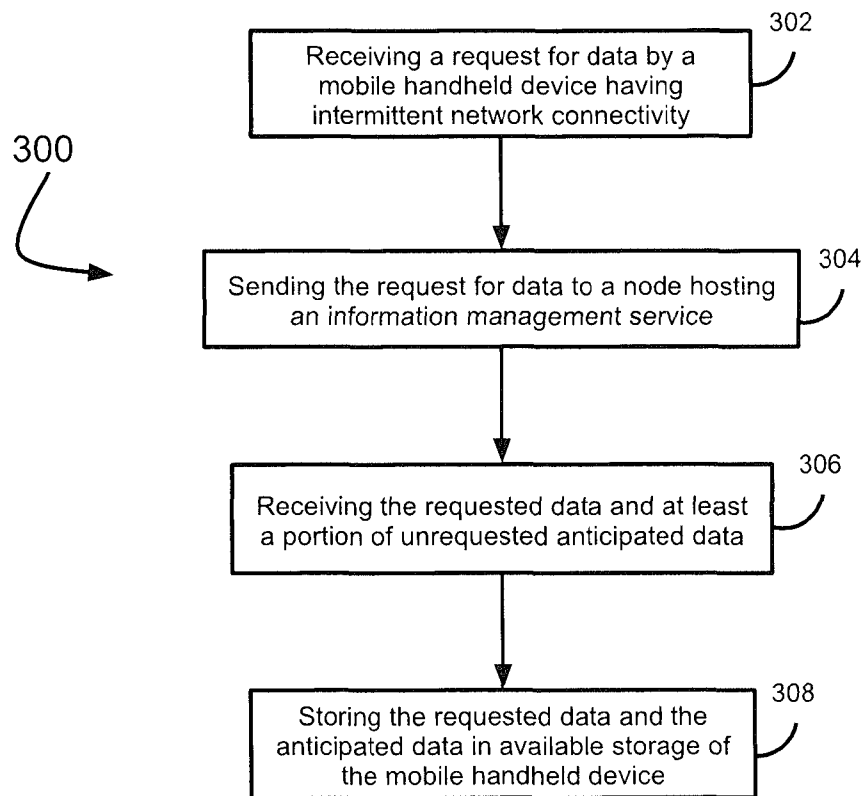 302
Receiving a request for data by a
mobile handheld device having
intermittent network connectivity
300
304
Sending the request for data to a node hosting
an information management service
306
Receiving the requested data and at least
a portion of unrequested anticipated data
308
Storing the requested data and the
anticipated data in available storage of
the mobile handheld device